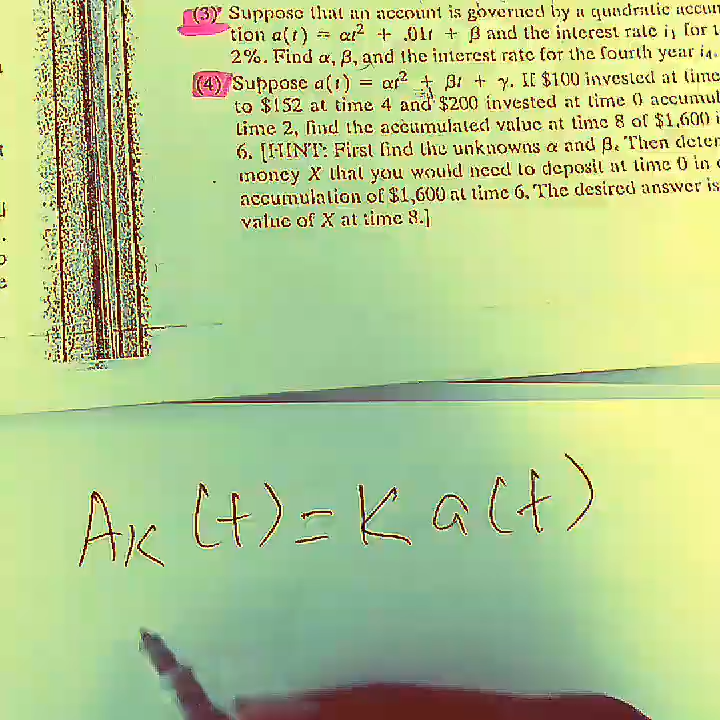 (3) Suppose that an account is governed by a quadratic accum
tion a(t) = αt² + .01t + β and the interest rate i₁ for t
2%. Find α, β, and the interest rate for the fourth year i₄.
(4) Suppose a(t) = αt² + βt + γ. If $100 invested at time
to $152 at time 4 and $200 invested at time 0 accumul
time 2, find the accumulated value at time 8 of $1,600 i
6. [HINT: First find the unknowns α and β. Then deter
money X that you would need to deposit at time 0 in o
accumulation of $1,600 at time 6. The desired answer is
value of X at time 8.]
A_K (t) = K a(t)